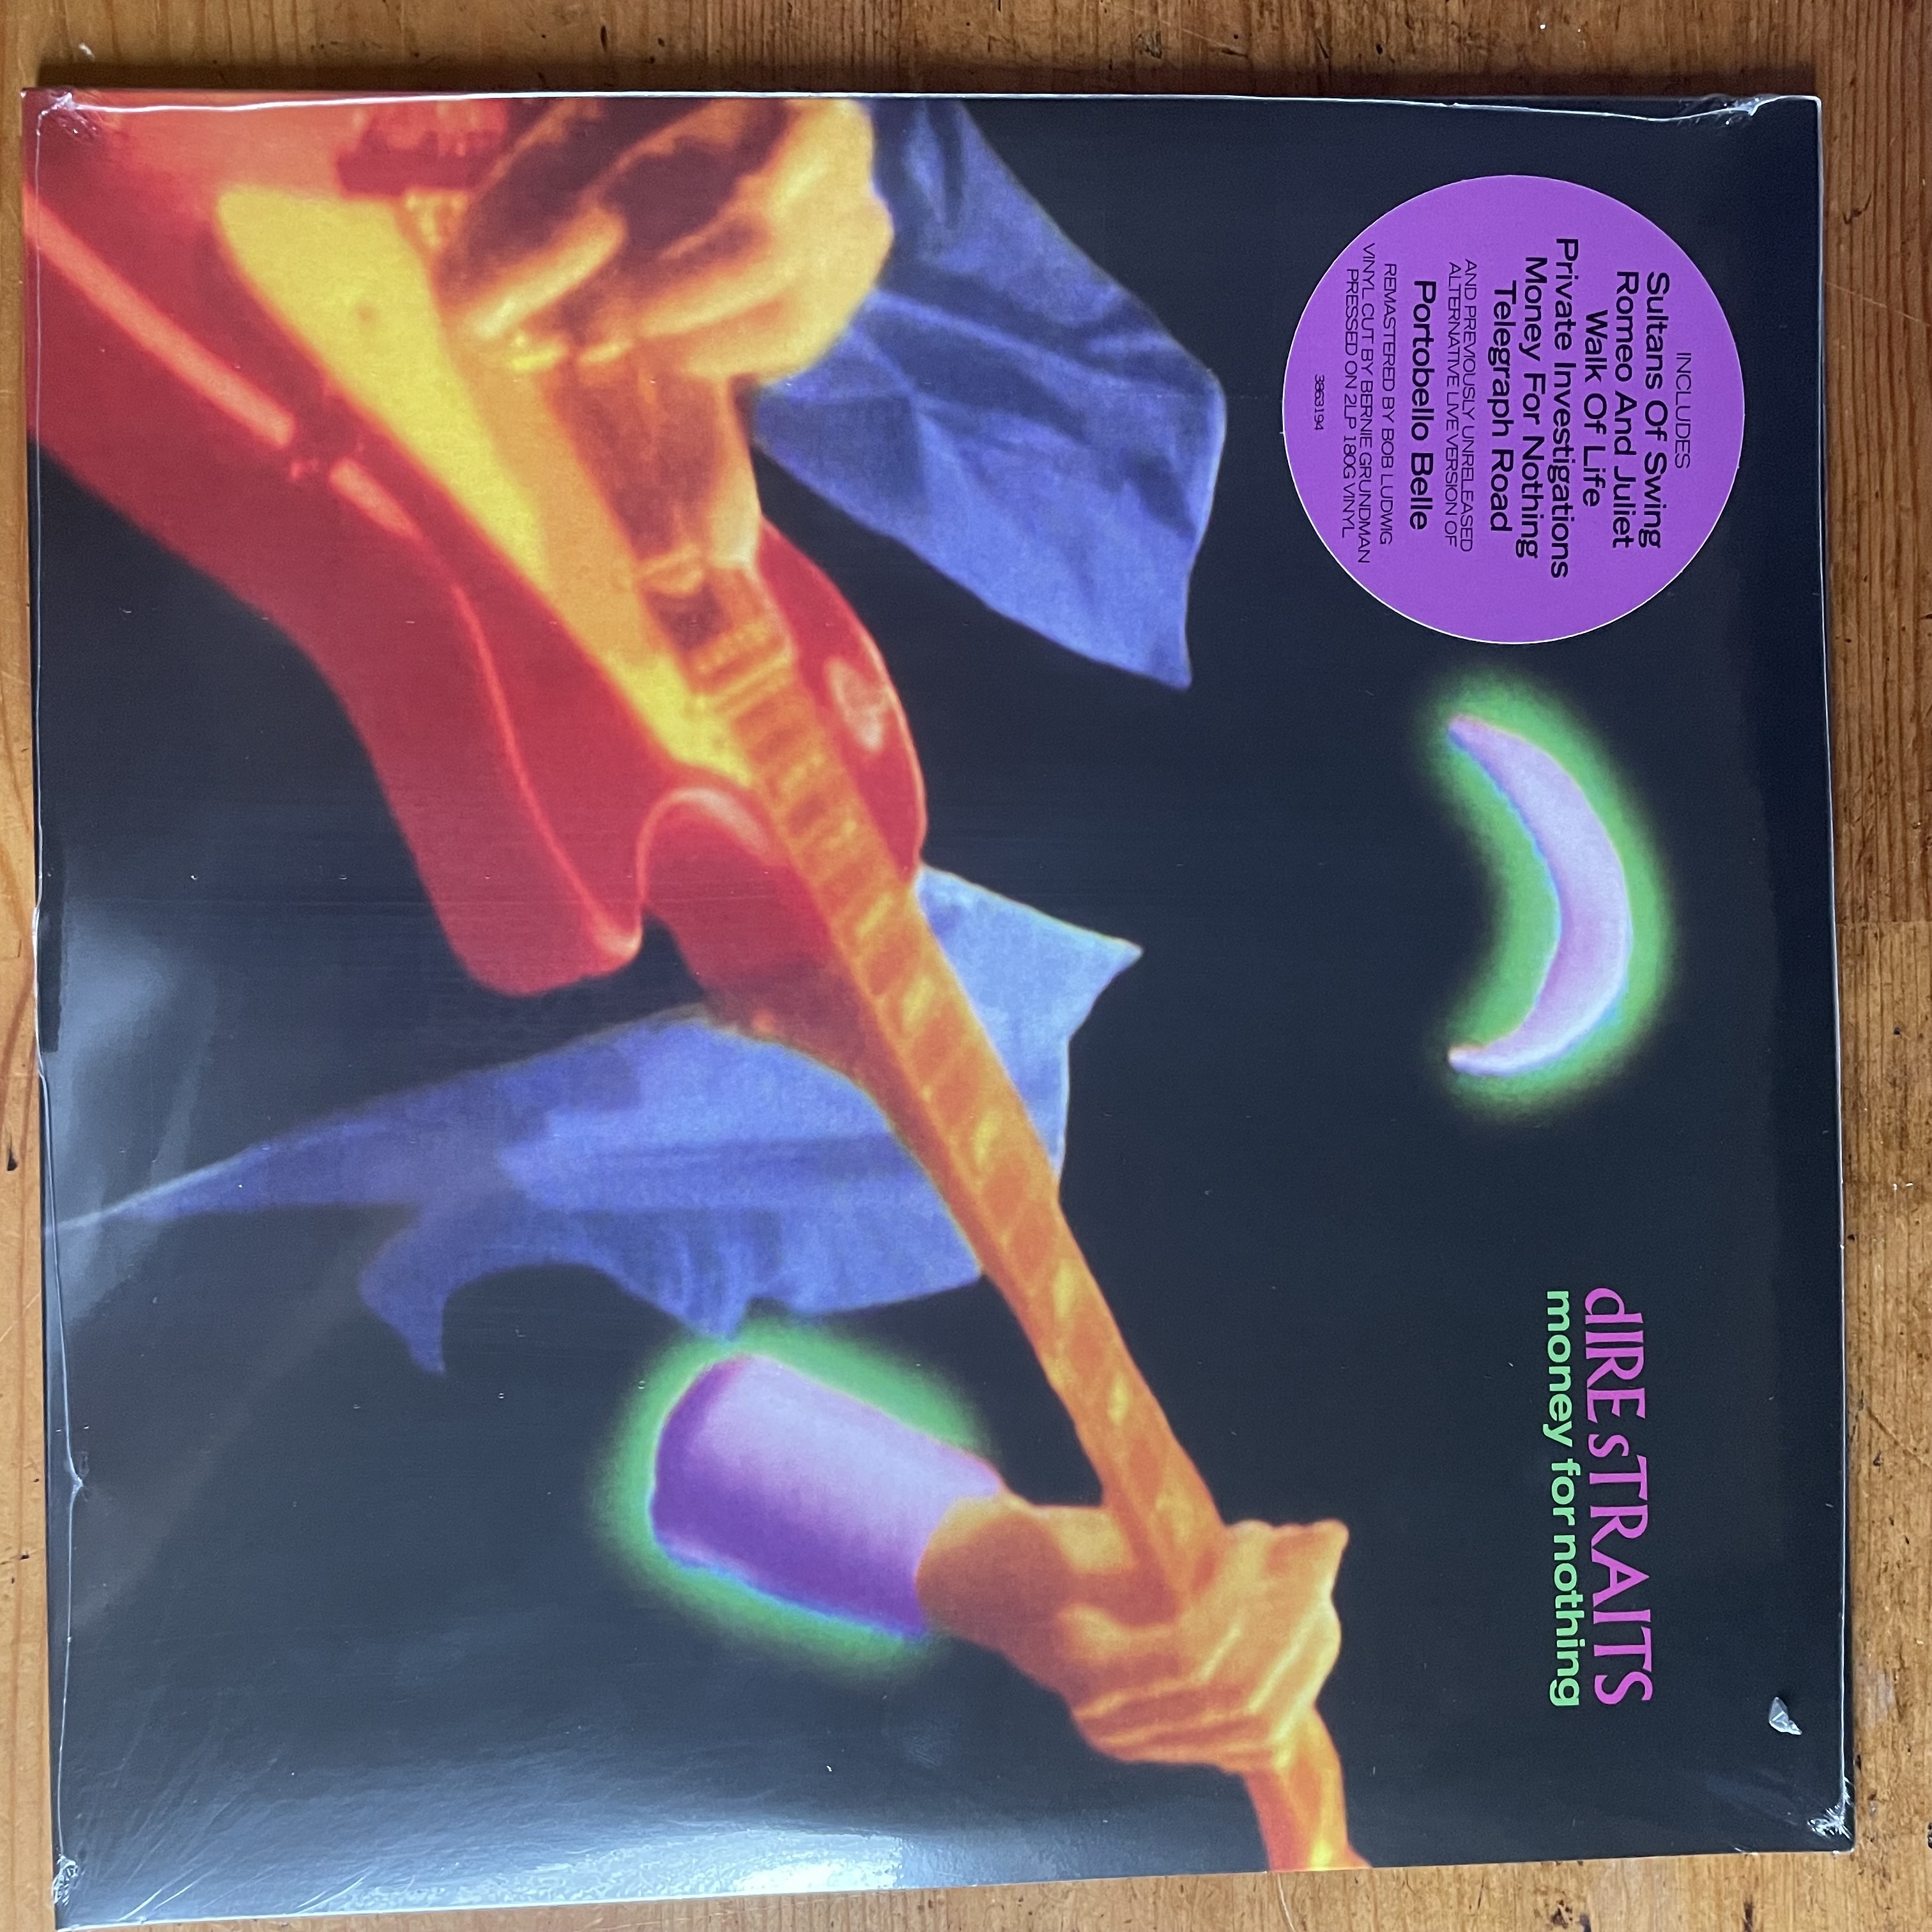 INCLUDES
Sultans Of Swing
Romeo And Juliet
Walk Of Life
Private Investigations
Money For Nothing
Telegraph Road
AND PREVIOUSLY UNRELEASED
ALTERNATIVE LIVE VERSION OF
Portobello Belle
REMASTERED BY BOB LUDWIG
VINYL CUT BY BERNIE GRUNDMAN
PRESSED ON 2LP 180G VINYL
3863194
dIRE sTRAITS
money for nothing